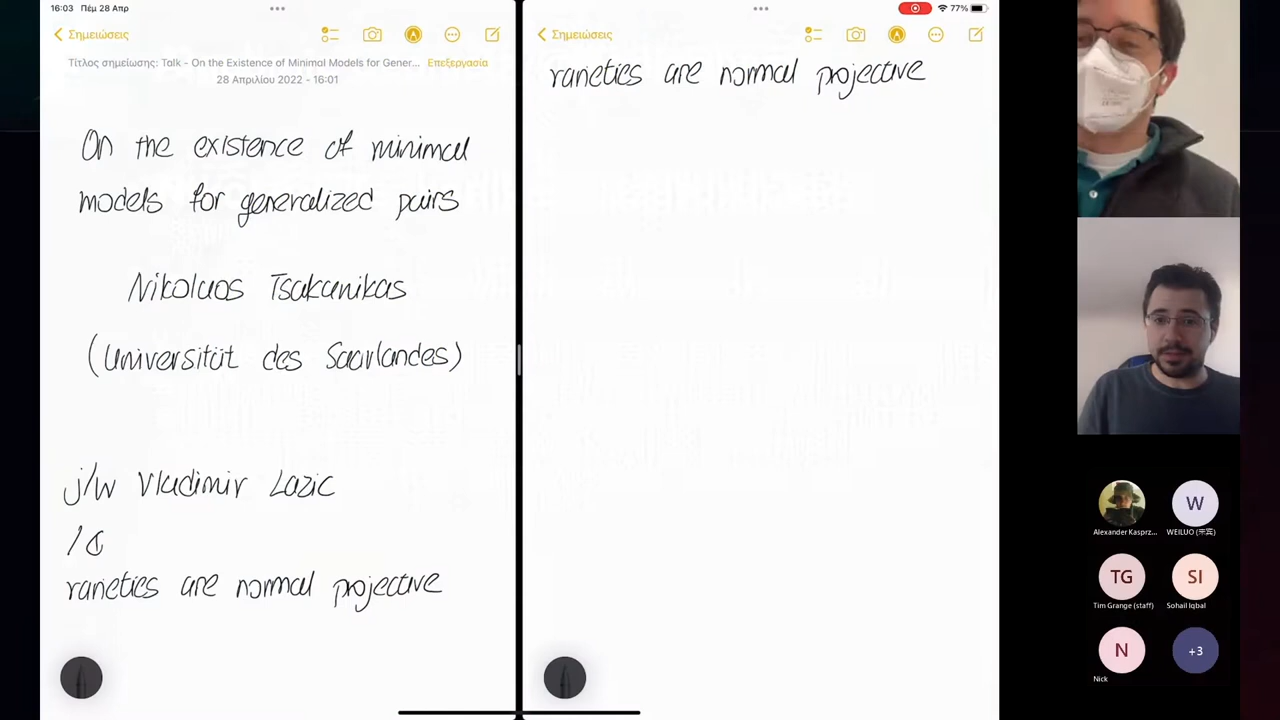 16:03 Πέμ 28 Απρ
77%
Σημειώσεις
Σημειώσεις
Τίτλος σημείωσης: Talk - On the Existence of Minimal Models for Gener... Επεξεργασία
28 Απριλίου 2022 - 16:01
On the existence of minimal
models for generalized pairs
Nikolaos Tsakanikas
(Universität des Saarlandes)
j/w Vladimir Lazic
/ℂ
varieties are normal projective
varieties are normal projective
Alexander Kasprz...
W
WEILUO (宗宾)
TG
Tim Grange (staff)
SI
Sohail Iqbal
N
Nick
+3